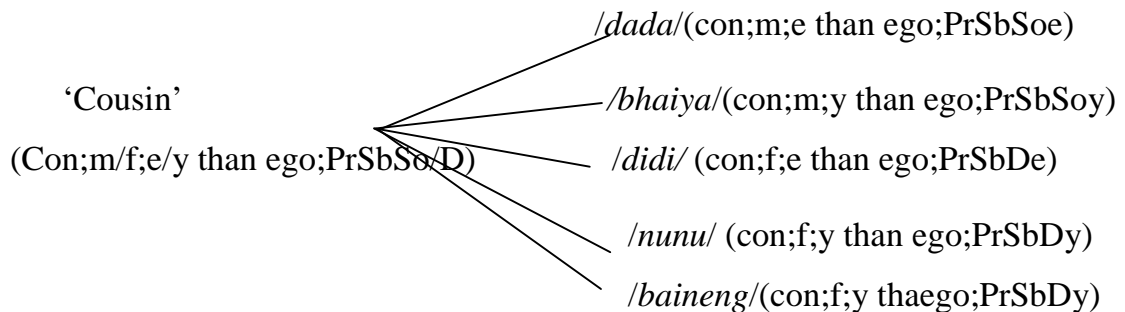 /dada/(con;m;e than ego;PrSbSoe)
‘Cousin’
/bhaiya/(con;m;y than ego;PrSbSoy)
(Con;m/f;e/y than ego;PrSbSo/D)
/didi/ (con;f;e than ego;PrSbDe)
/nunu/ (con;f;y than ego;PrSbDy)
/baineng/(con;f;y thaego;PrSbDy)